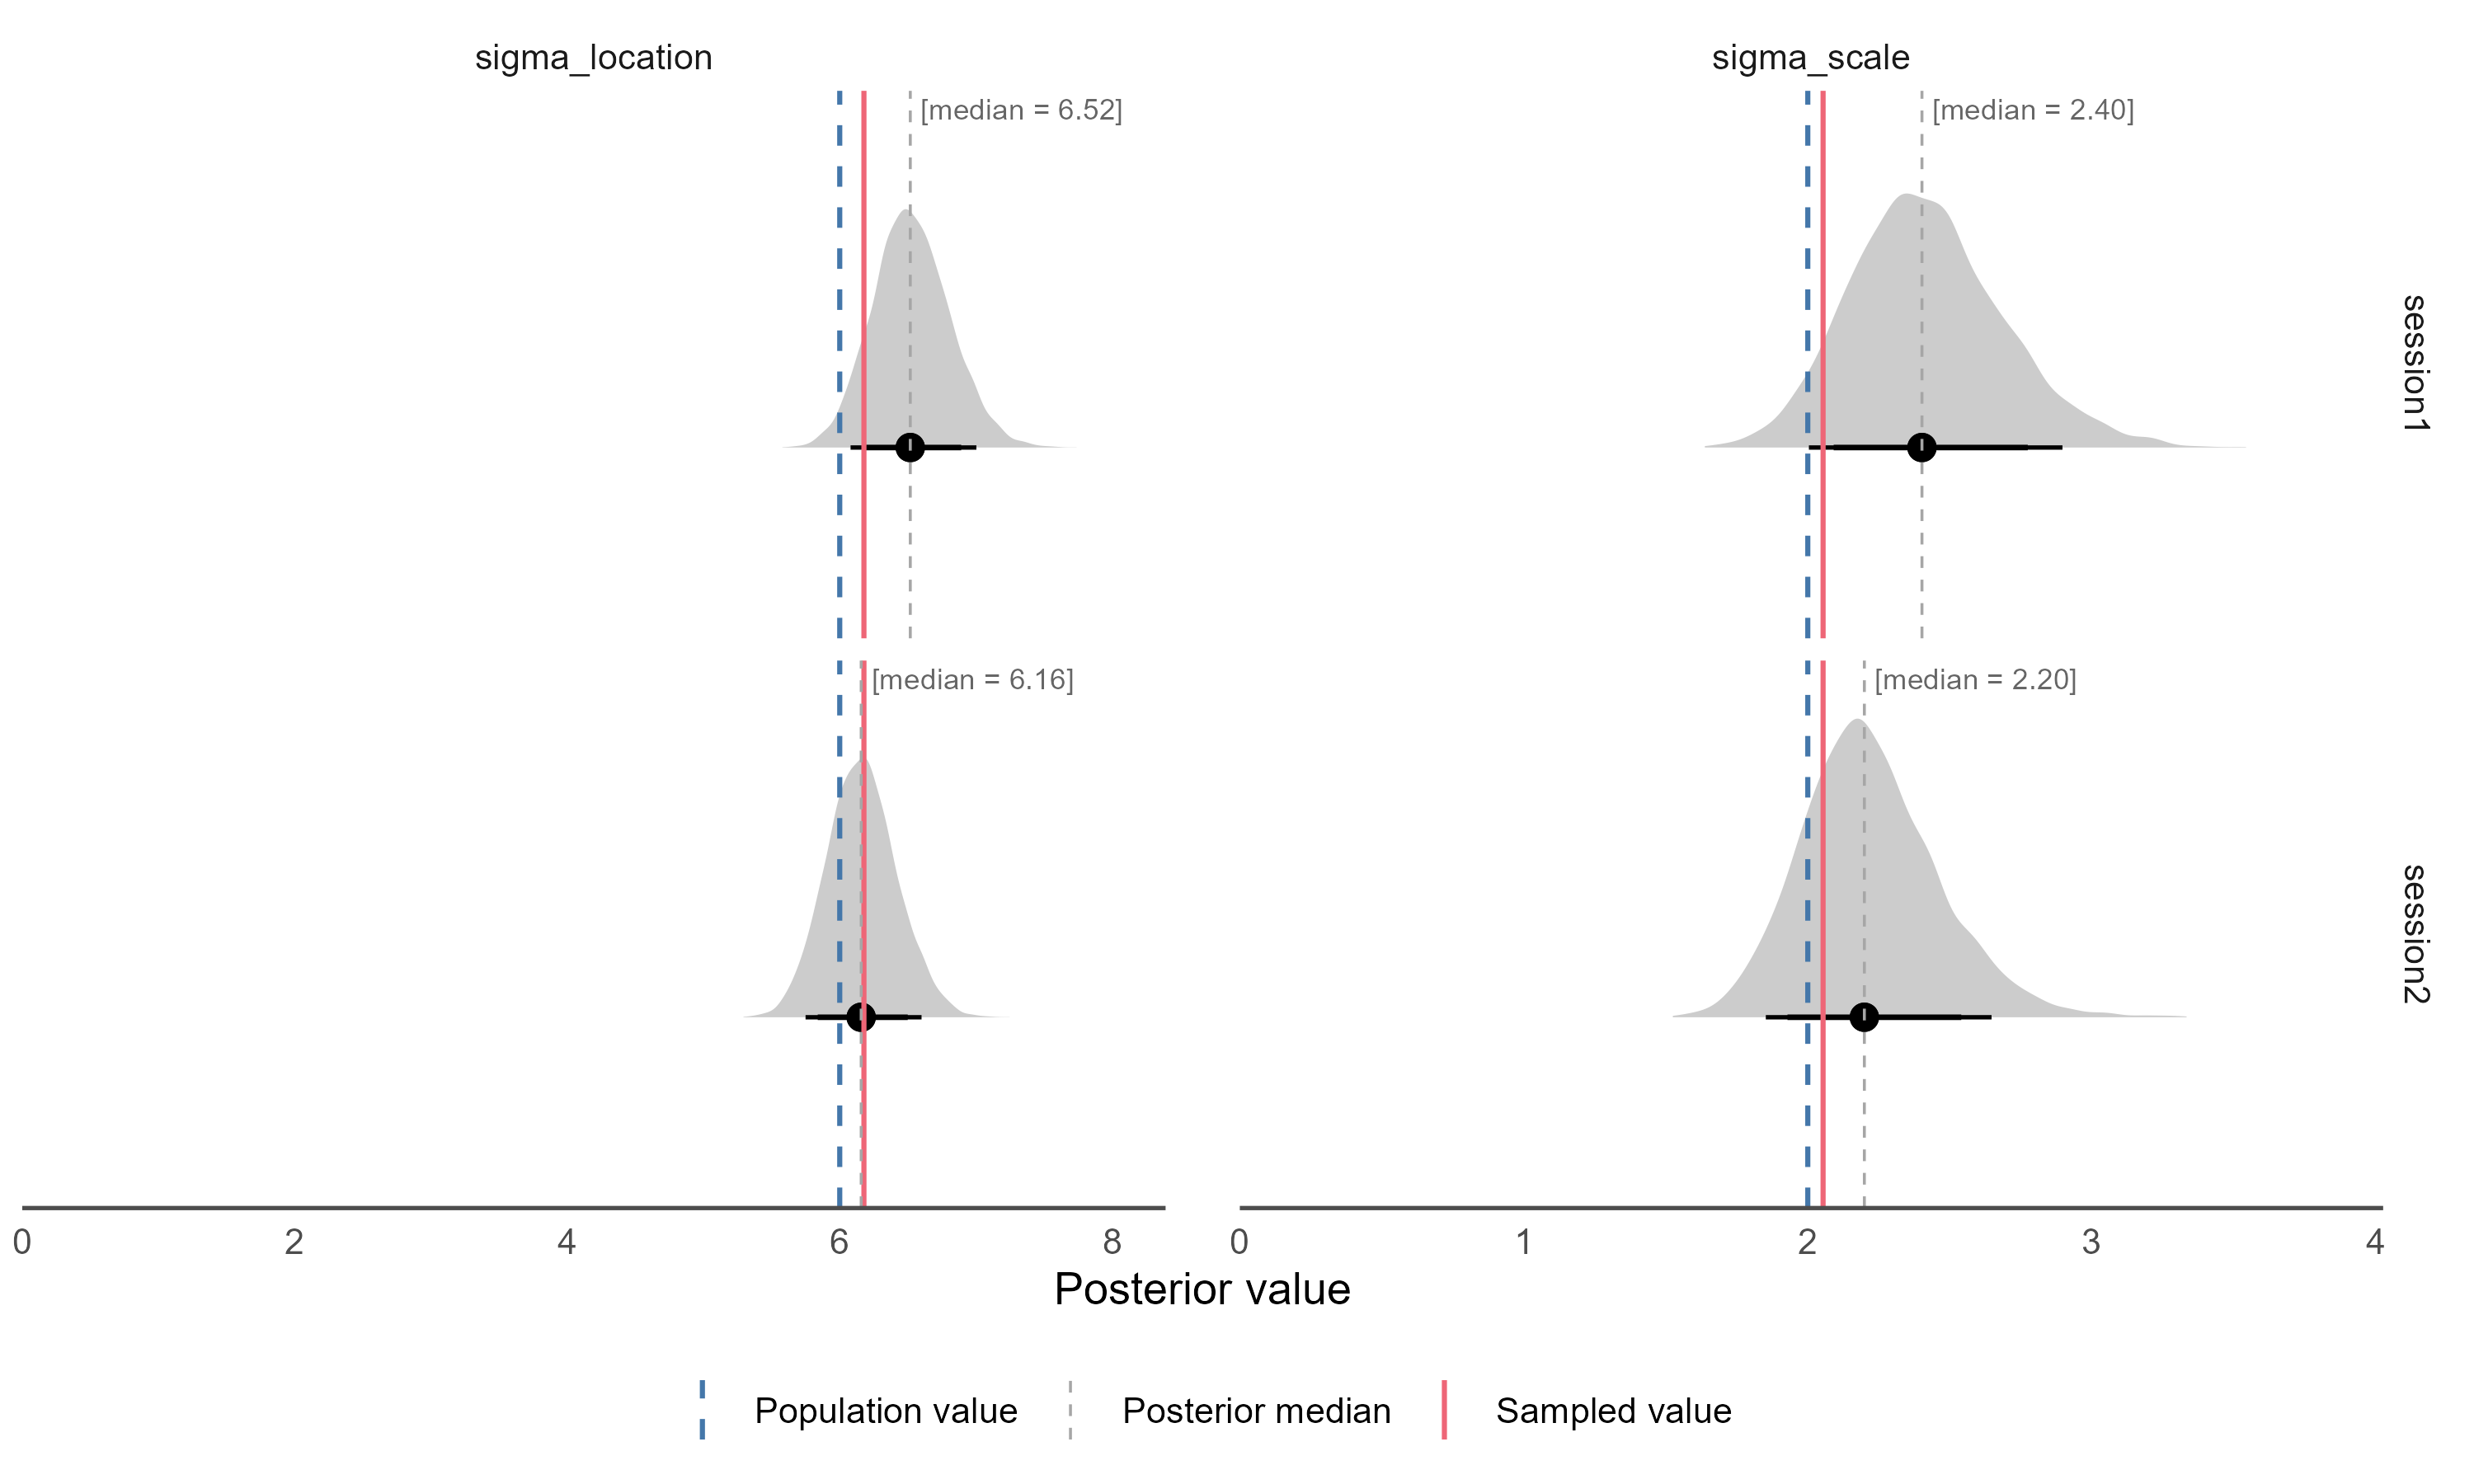 sigma_location
sigma_scale
[median = 6.52]
[median = 2.40]
session1
[median = 6.16]
[median = 2.20]
session2
0 2 4 6 8
0 1 2 3 4
Posterior value
Population value
Posterior median
Sampled value